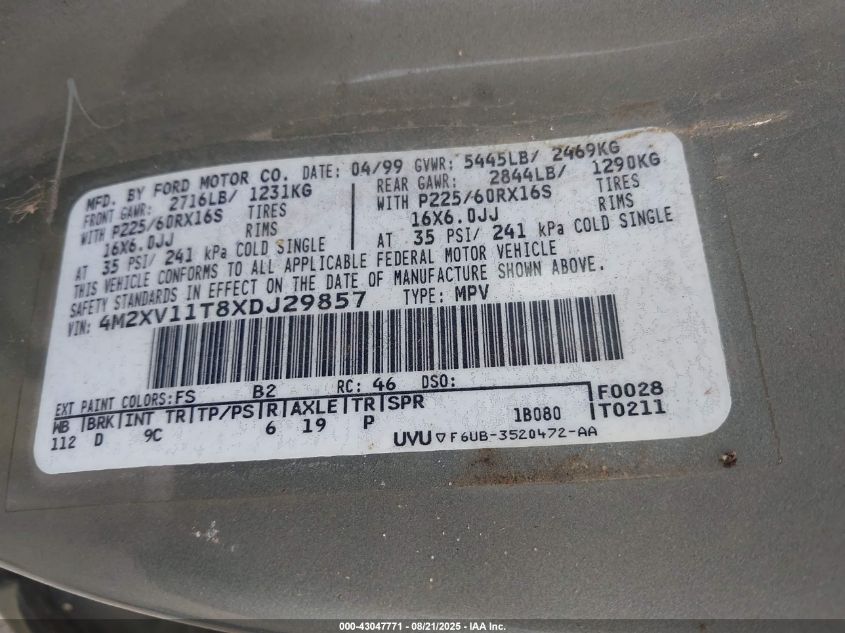 MFD. BY FORD MOTOR CO. DATE: 04/99 GVWR: 5445LB/ 2469KG
FRONT GAWR: 2716LB/ 1231KG REAR GAWR: 2844LB/ 1290KG
WITH P225/60RX16S TIRES WITH P225/60RX16S TIRES
16X6.0JJ RIMS 16X6.0JJ RIMS
AT 35 PSI/ 241 kPa COLD SINGLE AT 35 PSI/ 241 kPa COLD SINGLE
THIS VEHICLE CONFORMS TO ALL APPLICABLE FEDERAL MOTOR VEHICLE
SAFETY STANDARDS IN EFFECT ON THE DATE OF MANUFACTURE SHOWN ABOVE.
VIN: 4M2XV11T8XDJ29857 TYPE: MPV
EXT PAINT COLORS: FS B2 RC: 46 DSO:
WB BRK INT TR TP/PS R AXLE TR SPR F0028
112 D 9C 6 19 P 1B080 T0211
UVU F6UB-3520472-AA
000-43047771 - 08/21/2025 - IAA Inc.